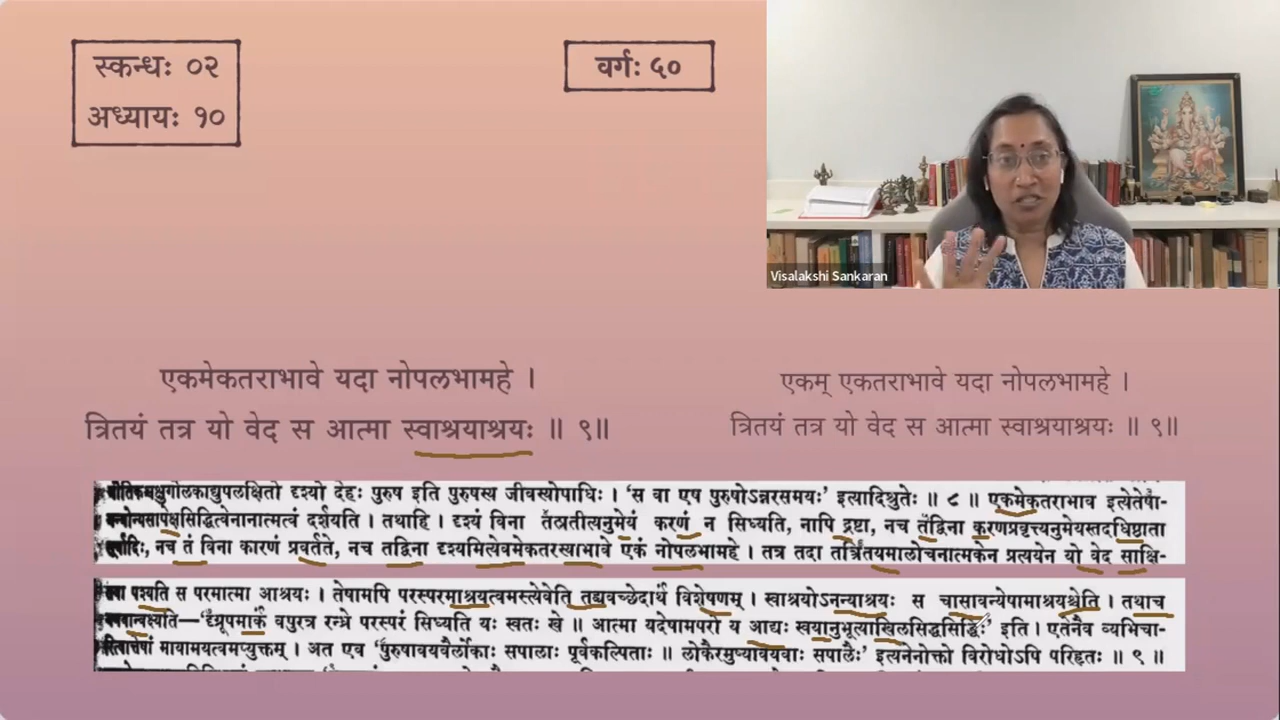 स्कन्धः ०२
अध्यायः १०
वर्गः ५०
Visalakshi Sankaran
एकमेकतराभावे यदा नोपलभामहे ।
त्रितयं तत्र यो वेद स आत्मा स्वाश्रयाश्रयः ॥ ९॥
एकम् एकतराभावे यदा नोपलभामहे ।
त्रितयं तत्र यो वेद स आत्मा स्वाश्रयाश्रयः ॥ ९॥
दृश्यो देहः पुरुष इति पुरुषस्य जीवस्योपाधिः । 'स वा एष पुरुषोऽन्नरसमयः' इत्यादिश्रुतेः ॥ ८ ॥ एकमेकतराभाव इत्येतेषा-
दर्शयति । तथाहि । दृश्यं विना तत्प्रतीत्यनुमेयं करणं न सिध्यति, नापि द्रष्टा, नच तद्विना करणप्रवृत्त्यनुमेयस्तदधिष्ठाता
नच तं विना कारणं प्रवर्तते, नच तद्विना दृश्यमित्येवमेकतरस्याभावे एकं नोपलभामहे । तत्र तदा तत्त्रितयमालोचनात्मकेन प्रत्ययेन यो वेद साक्षि-
पश्यति स परमात्मा आश्रयः । तेषामपि परस्परमाश्रयत्वमस्त्येवेति तद्यवच्छेदार्थं विशेषणम् । स्वाश्रयोऽनन्याश्रयः स चासावन्येषामाश्रयश्चेति । तथाच
'दृग्रूपमार्कं वपुरत्र रन्ध्रे परस्परं सिध्यति यः स्वतः खे ॥ आत्मा यदेषामपरो य आद्यः स्वयानुभूत्याखिलसिद्धसिद्धिः' इति । एतेनैव व्यभिचा-
मायामयत्वमप्युक्तम् । अत एव 'पुरुषावयवैर्लोकाः सपालाः पूर्वकल्पिताः ॥ लोकैरमुष्यावयवाः सपालैः' इत्यनेनोक्तो विरोधोऽपि परिहृतः ॥ ९ ॥